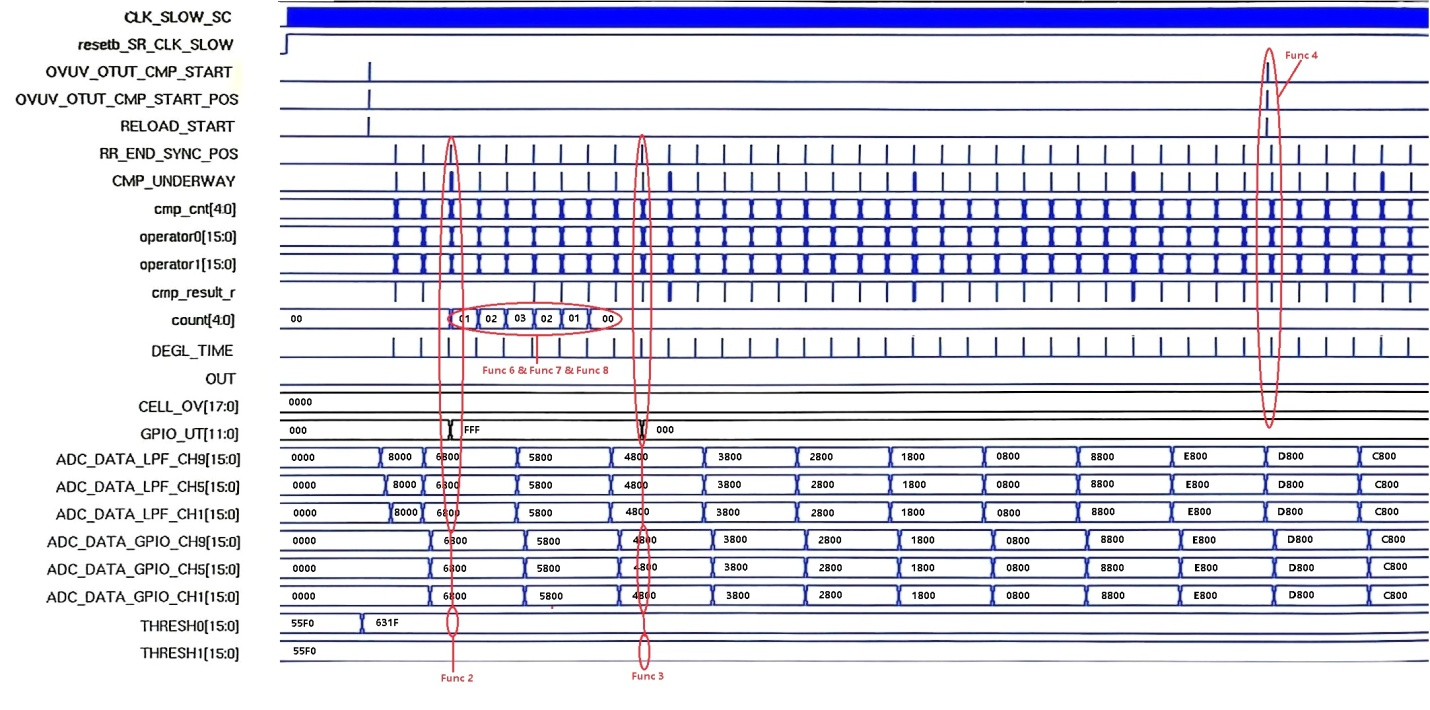 CLK_SLOW_SC
resetb_SR_CLK_SLOW
OVUV_OTUT_CMP_START
Func 4
OVUV_OTUT_CMP_START_POS
RELOAD_START
RR_END_SYNC_POS
CMP_UNDERWAY
cmp_cnt[4:0]
operator0[15:0]
operator1[15:0]
cmp_result_r
count[4:0] 00 01 02 03 02 01 00
DEGL_TIME
Func 6 & Func 7 & Func 8
OUT
CELL_OV[17:0] 0000
GPIO_UT[11:0] 000 FFF 000
ADC_DATA_LPF_CH9[15:0] 0000 8000 6800 5800 4800 3800 2800 1800 0800 8800 E800 D800 C800
ADC_DATA_LPF_CH5[15:0] 0000 8000 6800 5800 4800 3800 2800 1800 0800 8800 E800 D800 C800
ADC_DATA_LPF_CH1[15:0] 0000 8000 6800 5800 4800 3800 2800 1800 0800 8800 E800 D800 C800
ADC_DATA_GPIO_CH9[15:0] 0000 6800 5800 4800 3800 2800 1800 0800 8800 E800 D800 C800
ADC_DATA_GPIO_CH5[15:0] 0000 6800 5800 4800 3800 2800 1800 0800 8800 E800 D800 C800
ADC_DATA_GPIO_CH1[15:0] 0000 6800 5800 4800 3800 2800 1800 0800 8800 E800 D800 C800
THRESH0[15:0] 55F0 631F
THRESH1[15:0] 55F0
Func 2 Func 3